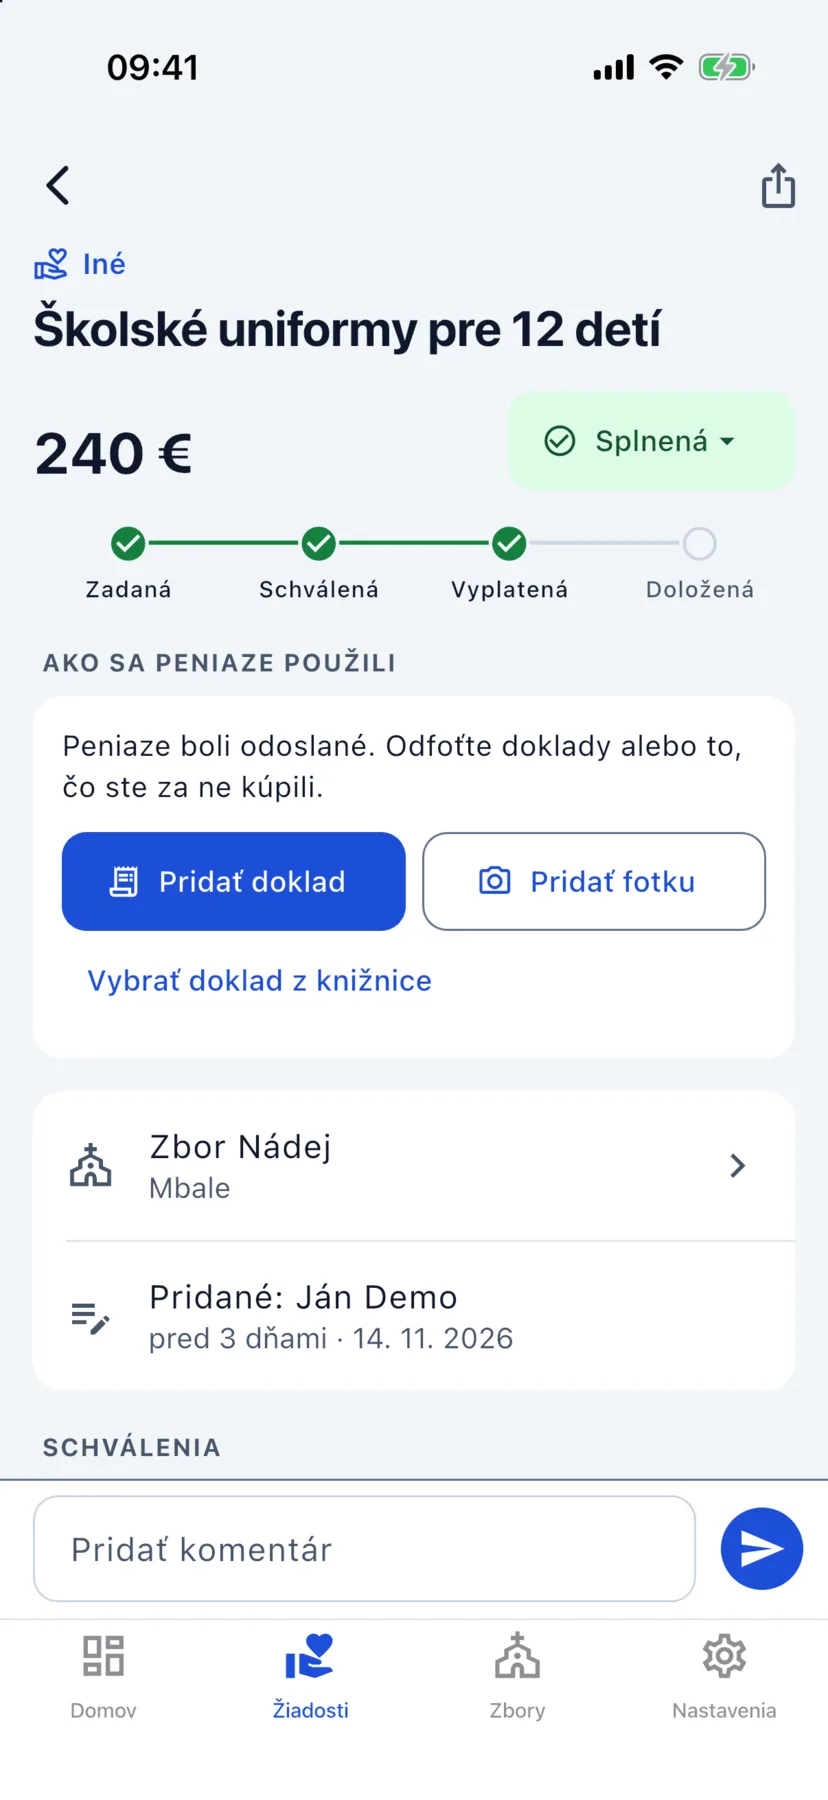 09:41
Iné
Školské uniformy pre 12 detí
240 €
Splnená
Zadaná
Schválená
Vyplatená
Doložená
AKO SA PENIAZE POUŽILI
Peniaze boli odoslané. Odfoťte doklady alebo to,
čo ste za ne kúpili.
Pridať doklad
Pridať fotku
Vybrať doklad z knižnice
Zbor Nádej
Mbale
Pridané: Ján Demo
pred 3 dňami · 14. 11. 2026
SCHVÁLENIA
Pridať komentár
Domov
Žiadosti
Zbory
Nastavenia